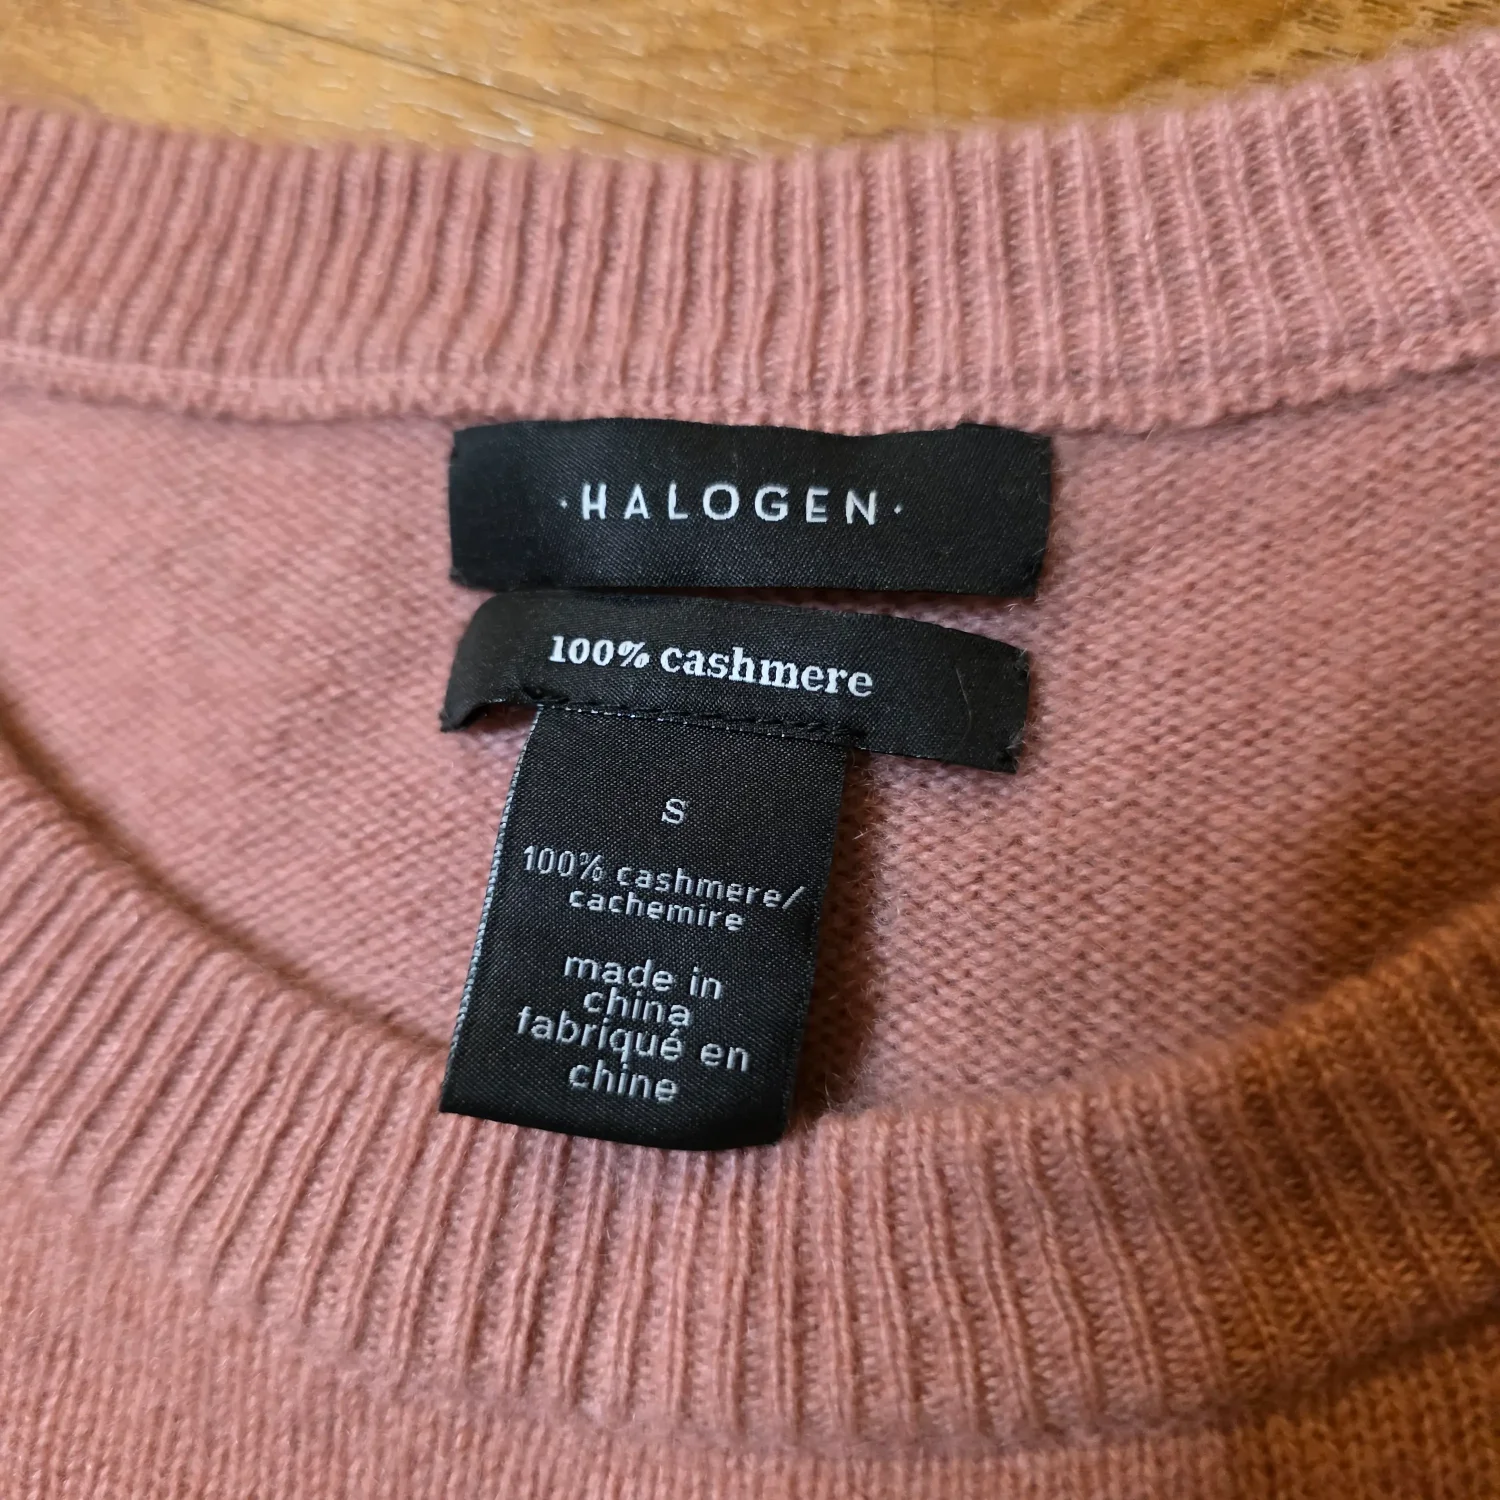 ·HALOGEN·
100% cashmere
S
100% cashmere/
cachemire
made in
china
fabriqué en
chine